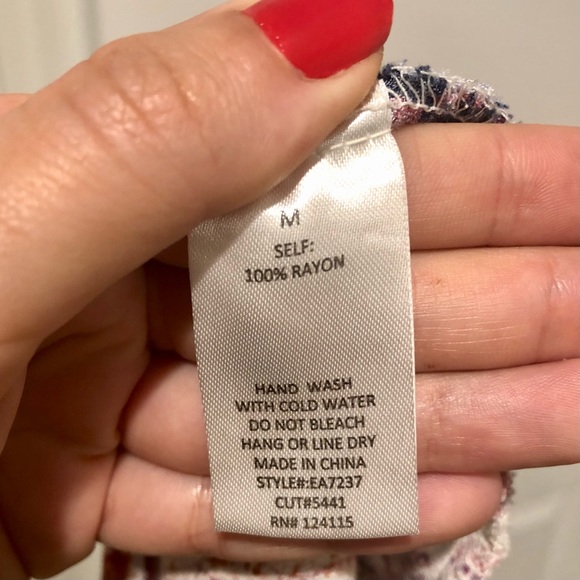 M
SELF:
100% RAYON
HAND WASH
WITH COLD WATER
DO NOT BLEACH
HANG OR LINE DRY
MADE IN CHINA
STYLE#:EA7237
CUT#5441
RN# 124115